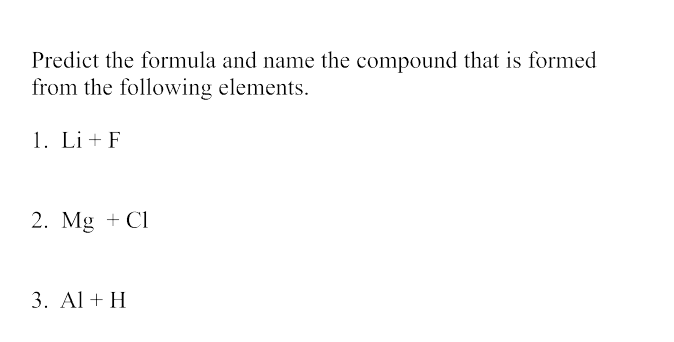 Predict the formula and name the compound that is formed
from the following elements.
1. Li + F
2. Mg + Cl
3. Al + H